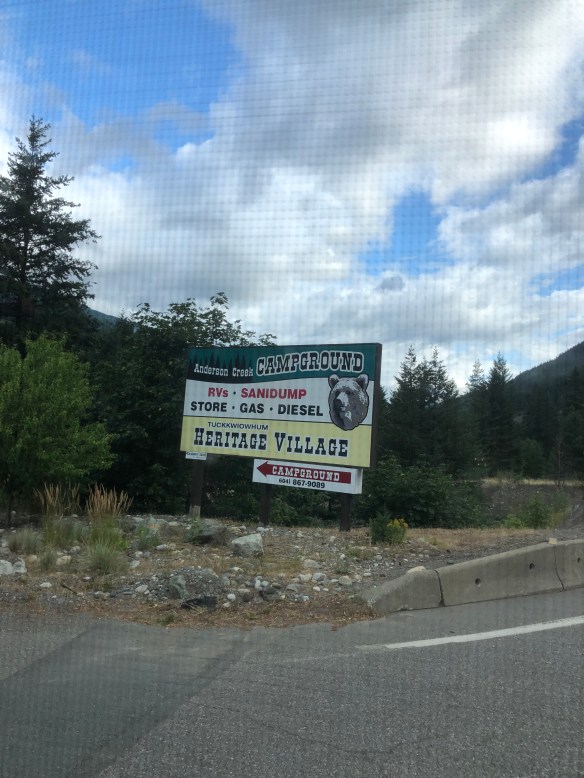 Anderson Creek CAMPGROUND
RVs · SANIDUMP
STORE · GAS · DIESEL
TUCKKWIOWHUM
HERITAGE VILLAGE
CAMPGROUND
(604) 867-9089